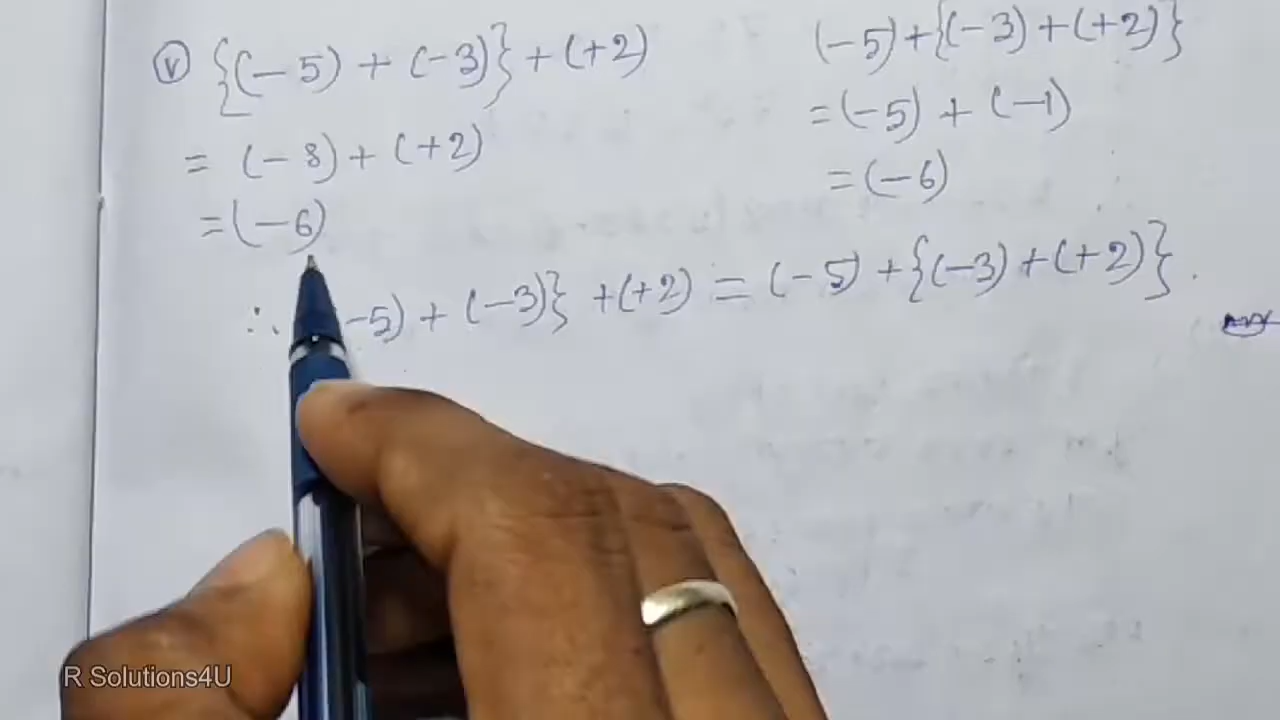 (v) {(-5) + (-3)} + (+2)
= (-8) + (+2)
= (-6)
(-5) + {(-3) + (+2)}
= (-5) + (-1)
= (-6)
∴ -5) + (-3)} + (+2) = (-5) + {(-3) + (+2)}.
R Solutions4U